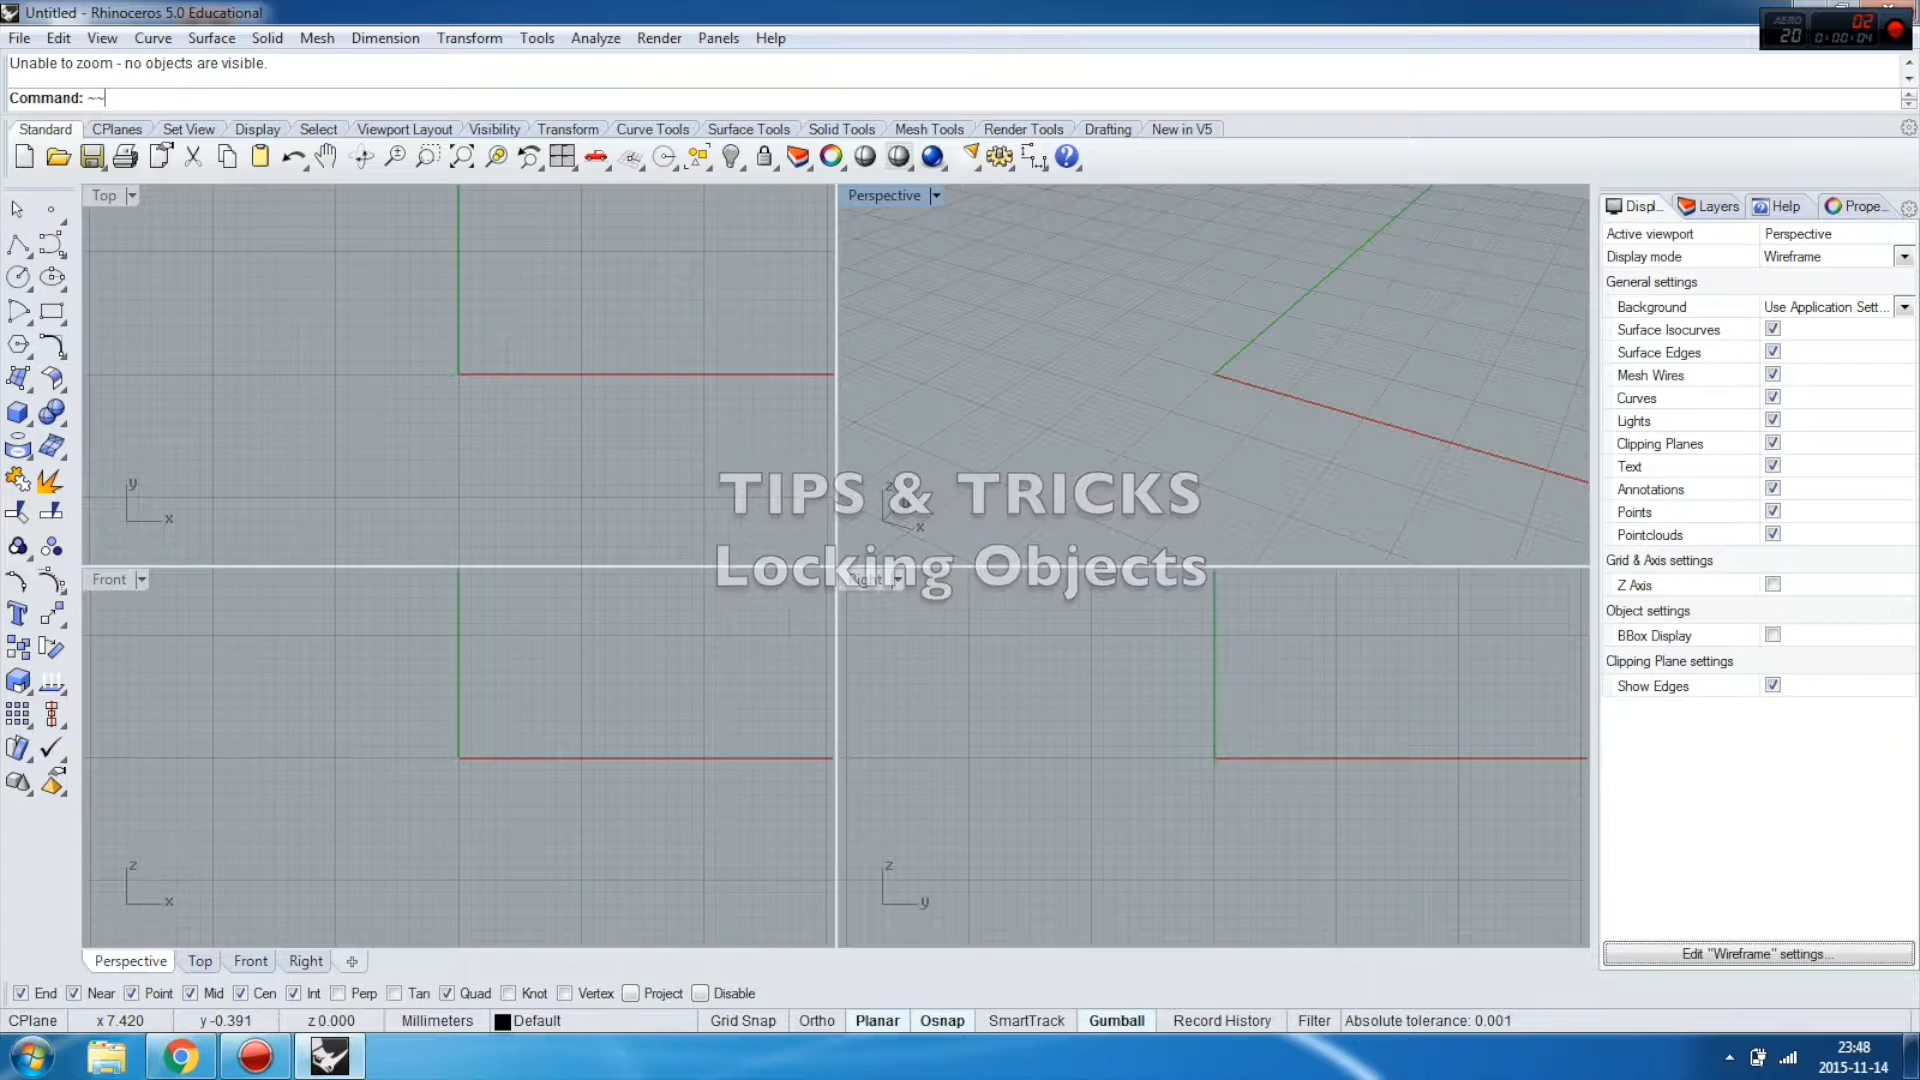 Untitled - Rhinoceros 5.0 Educational
AERO 20 02 0:00:04
File Edit View Curve Surface Solid Mesh Dimension Transform Tools Analyze Render Panels Help
Unable to zoom - no objects are visible.
Command: ~~
Standard CPlanes Set View Display Select Viewport Layout Visibility Transform Curve Tools Surface Tools Solid Tools Mesh Tools Render Tools Drafting New in V5
Top
Perspective
Displ... Layers Help Prope...
Active viewport Perspective
Display mode Wireframe
General settings
Background Use Application Sett...
Surface Isocurves
Surface Edges
Mesh Wires
Curves
Lights
Clipping Planes
Text
Annotations
Points
Pointclouds
Grid & Axis settings
Z Axis
Object settings
BBox Display
Clipping Plane settings
Show Edges
y
x
z
x
TIPS & TRICKS
Locking Objects
Front
Right
z
x
z
y
Edit "Wireframe" settings...
Perspective Top Front Right
End Near Point Mid Cen Int Perp Tan Quad Knot Vertex Project Disable
CPlane x 7.420 y -0.391 z 0.000 Millimeters Default Grid Snap Ortho Planar Osnap SmartTrack Gumball Record History Filter Absolute tolerance: 0.001
23:48
2015-11-14